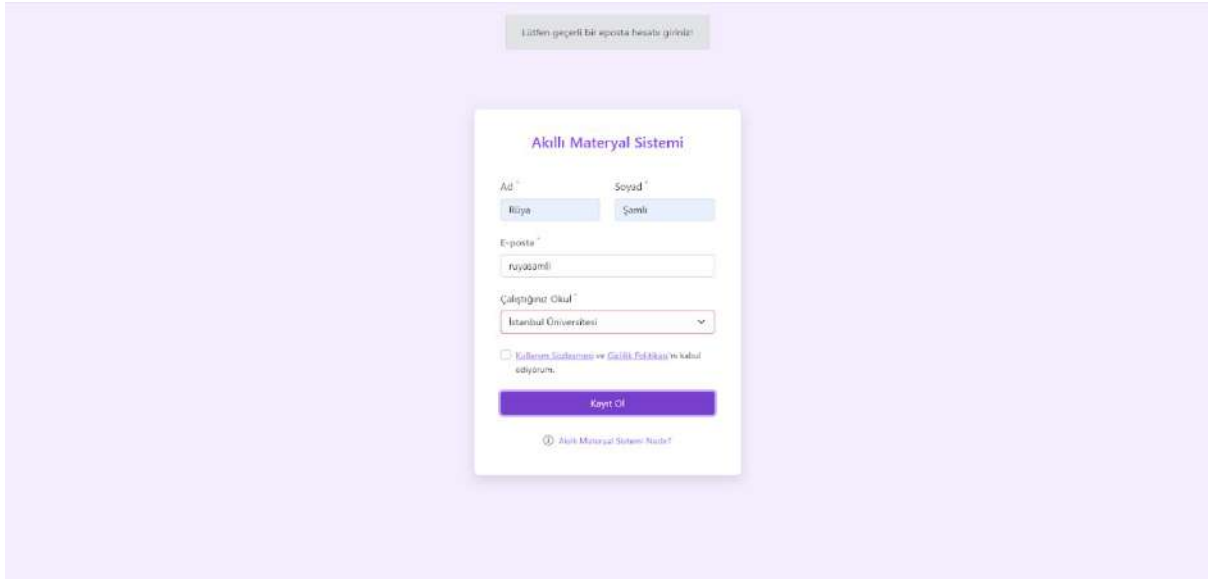 Lütfen geçerli bir eposta hesabı giriniz!
Akıllı Materyal Sistemi
Ad * Soyad *
Rüya Şamlı
E-posta *
ruyasamli
Çalıştığınız Okul *
İstanbul Üniversitesi
Kullanım Sözleşmesi ve Gizlilik Politikası'nı kabul
ediyorum.
Kayıt Ol
Akıllı Materyal Sistemi Nedir?